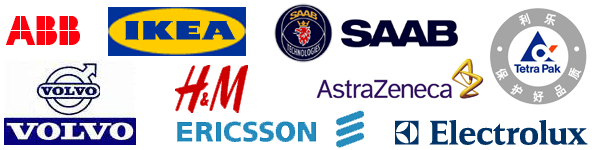 ABB
IKEA
SAAB
TECHNOLOGIES
SAAB
利乐
Tetra Pak
保护好品质
VOLVO
VOLVO
H&M
AstraZeneca
ERICSSON
Electrolux